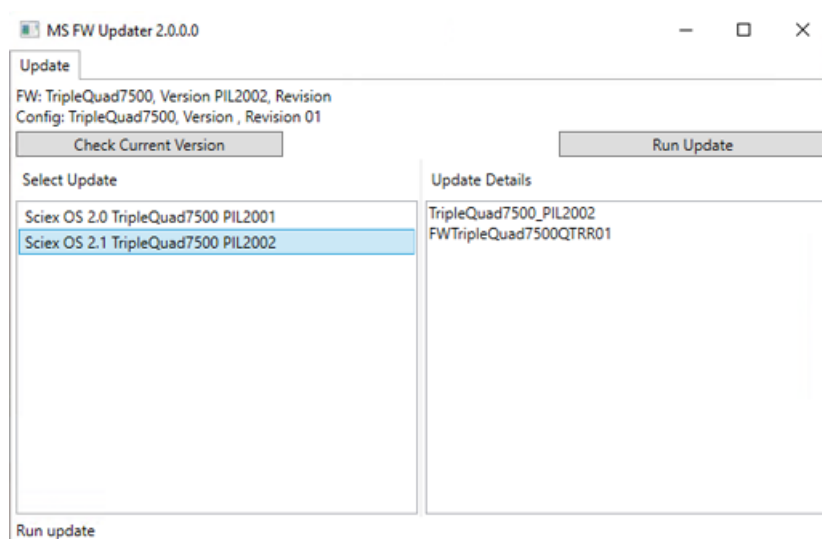 MS FW Updater 2.0.0.0
Update
FW: TripleQuad7500, Version PIL2002, Revision
Config: TripleQuad7500, Version , Revision 01
Check Current Version
Run Update
Select Update
Update Details
Sciex OS 2.0 TripleQuad7500 PIL2001
Sciex OS 2.1 TripleQuad7500 PIL2002
TripleQuad7500_PIL2002
FWTripleQuad7500QTRR01
Run update